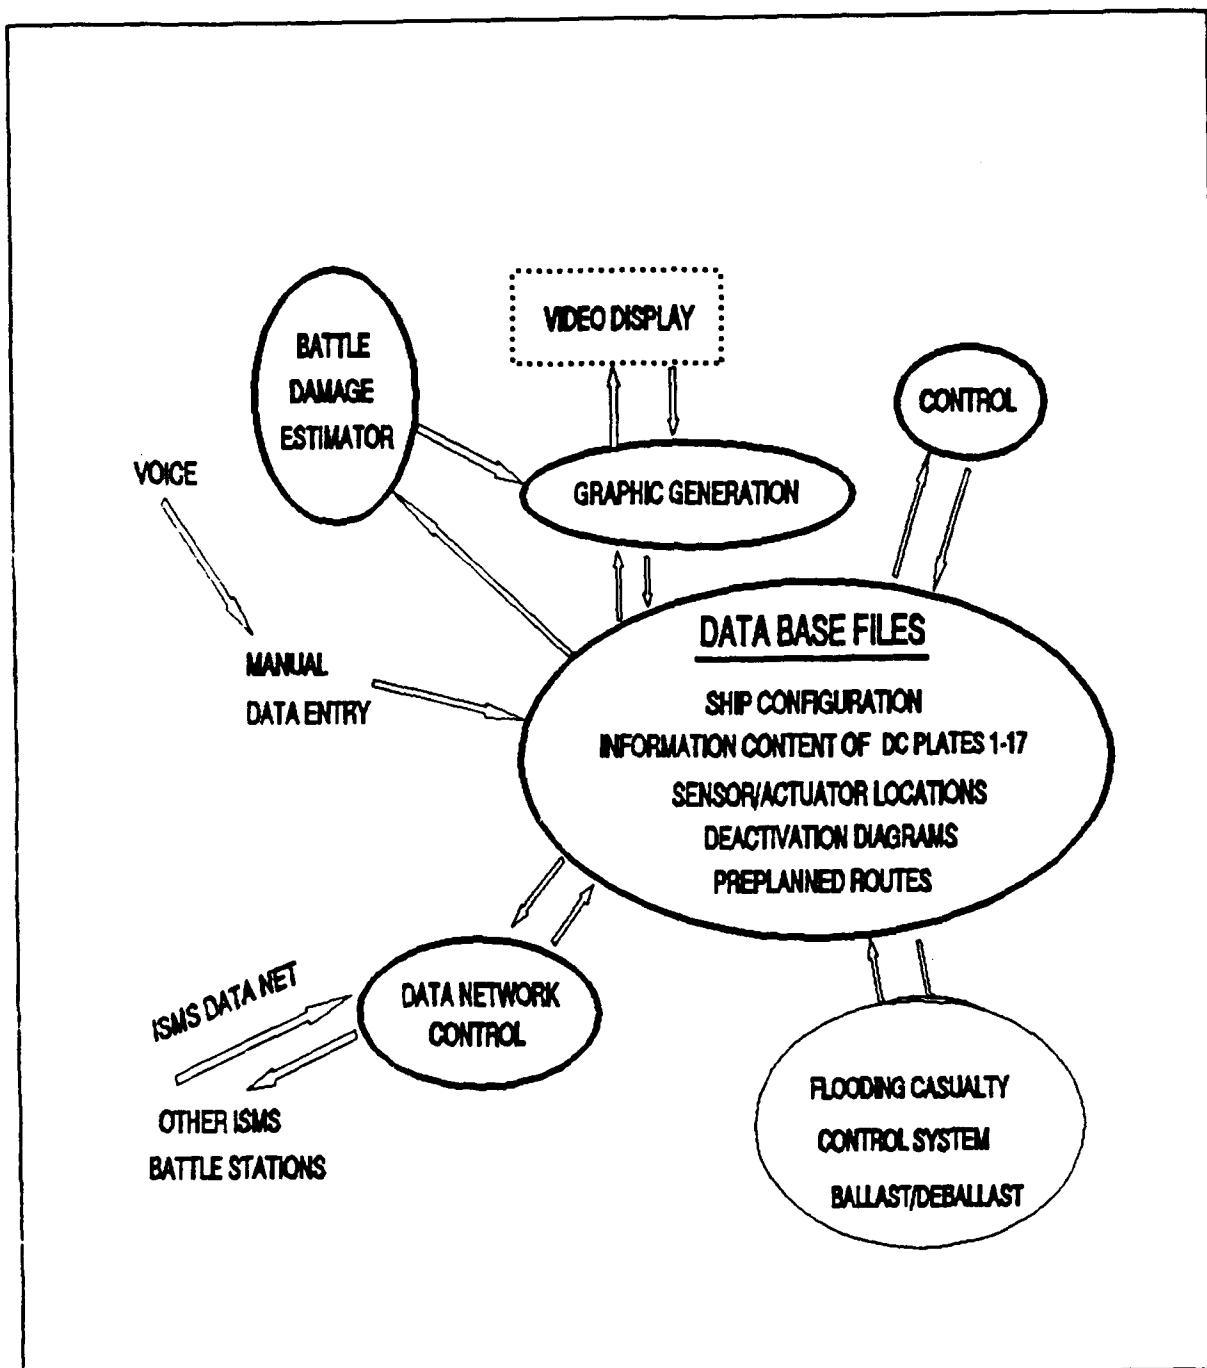 VIDEO DISPLAY
BATTLE
DAMAGE
ESTIMATOR
CONTROL
VOICE
GRAPHIC GENERATION
DATA BASE FILES
SHIP CONFIGURATION
INFORMATION CONTENT OF DC PLATES 1-17
SENSOR/ACTUATOR LOCATIONS
DEACTIVATION DIAGRAMS
PREPLANNED ROUTES
MANUAL
DATA ENTRY
ISMS DATA NET
DATA NETWORK
CONTROL
OTHER ISMS
BATTLE STATIONS
FLOODING CASUALTY
CONTROL SYSTEM
BALLAST/DEBALLAST